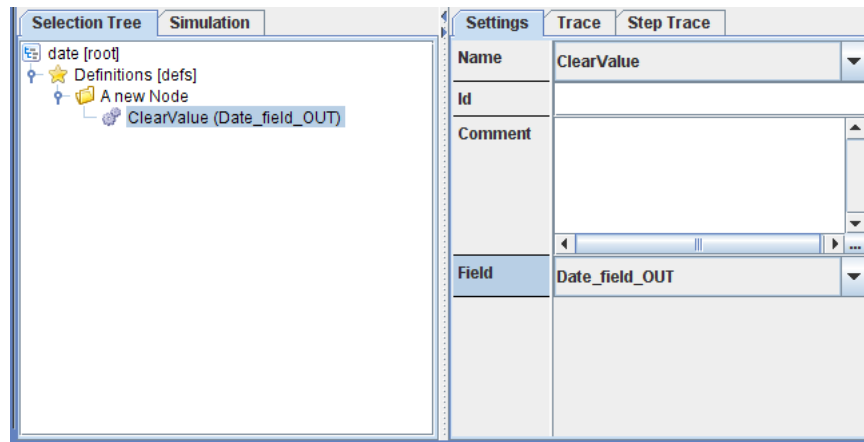 Selection Tree
Simulation
date [root]
Definitions [defs]
A new Node
ClearValue (Date_field_OUT)
Settings
Trace
Step Trace
Name
ClearValue
Id
Comment
...
Field
Date_field_OUT